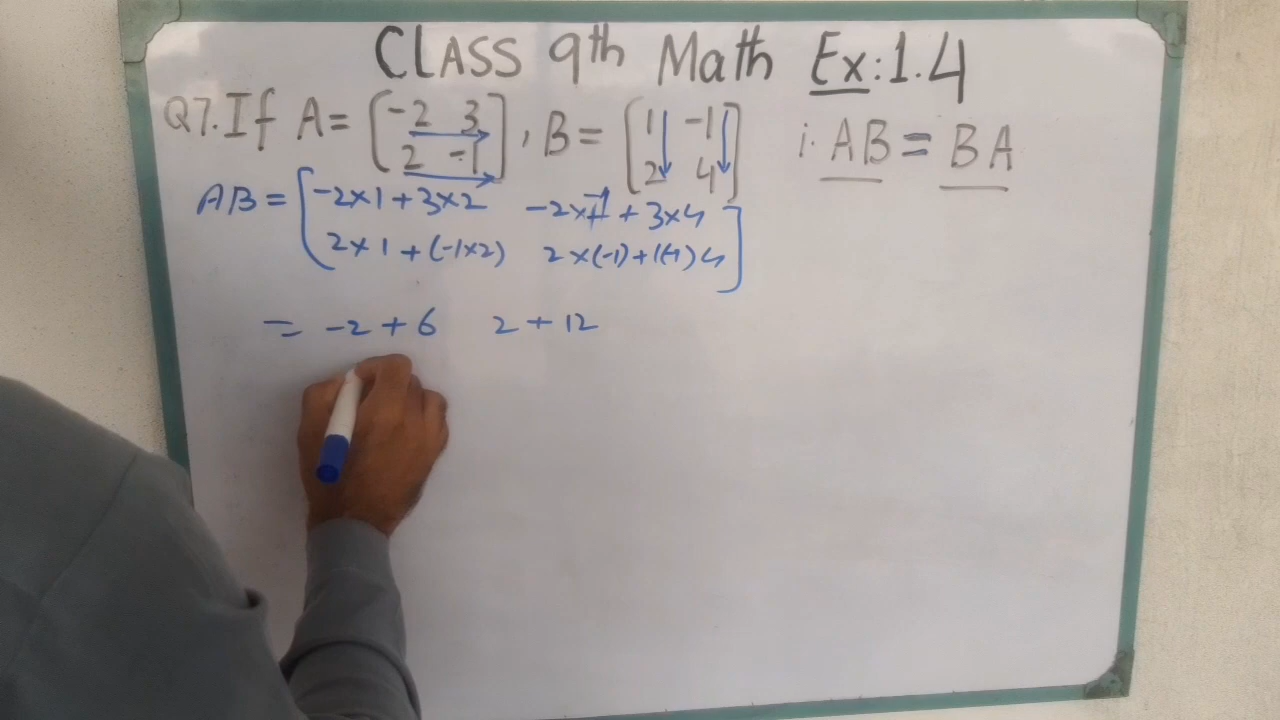 CLASS 9th Math Ex:1.4
Q7. If A= [-2 3 2 -1], B= [1 -1 2 4] i. AB = BA
AB = [-2×1+3×2 -2×-1+3×4
2×1+(-1×2) 2×(-1)+(-1)4]
= -2+6 2+12